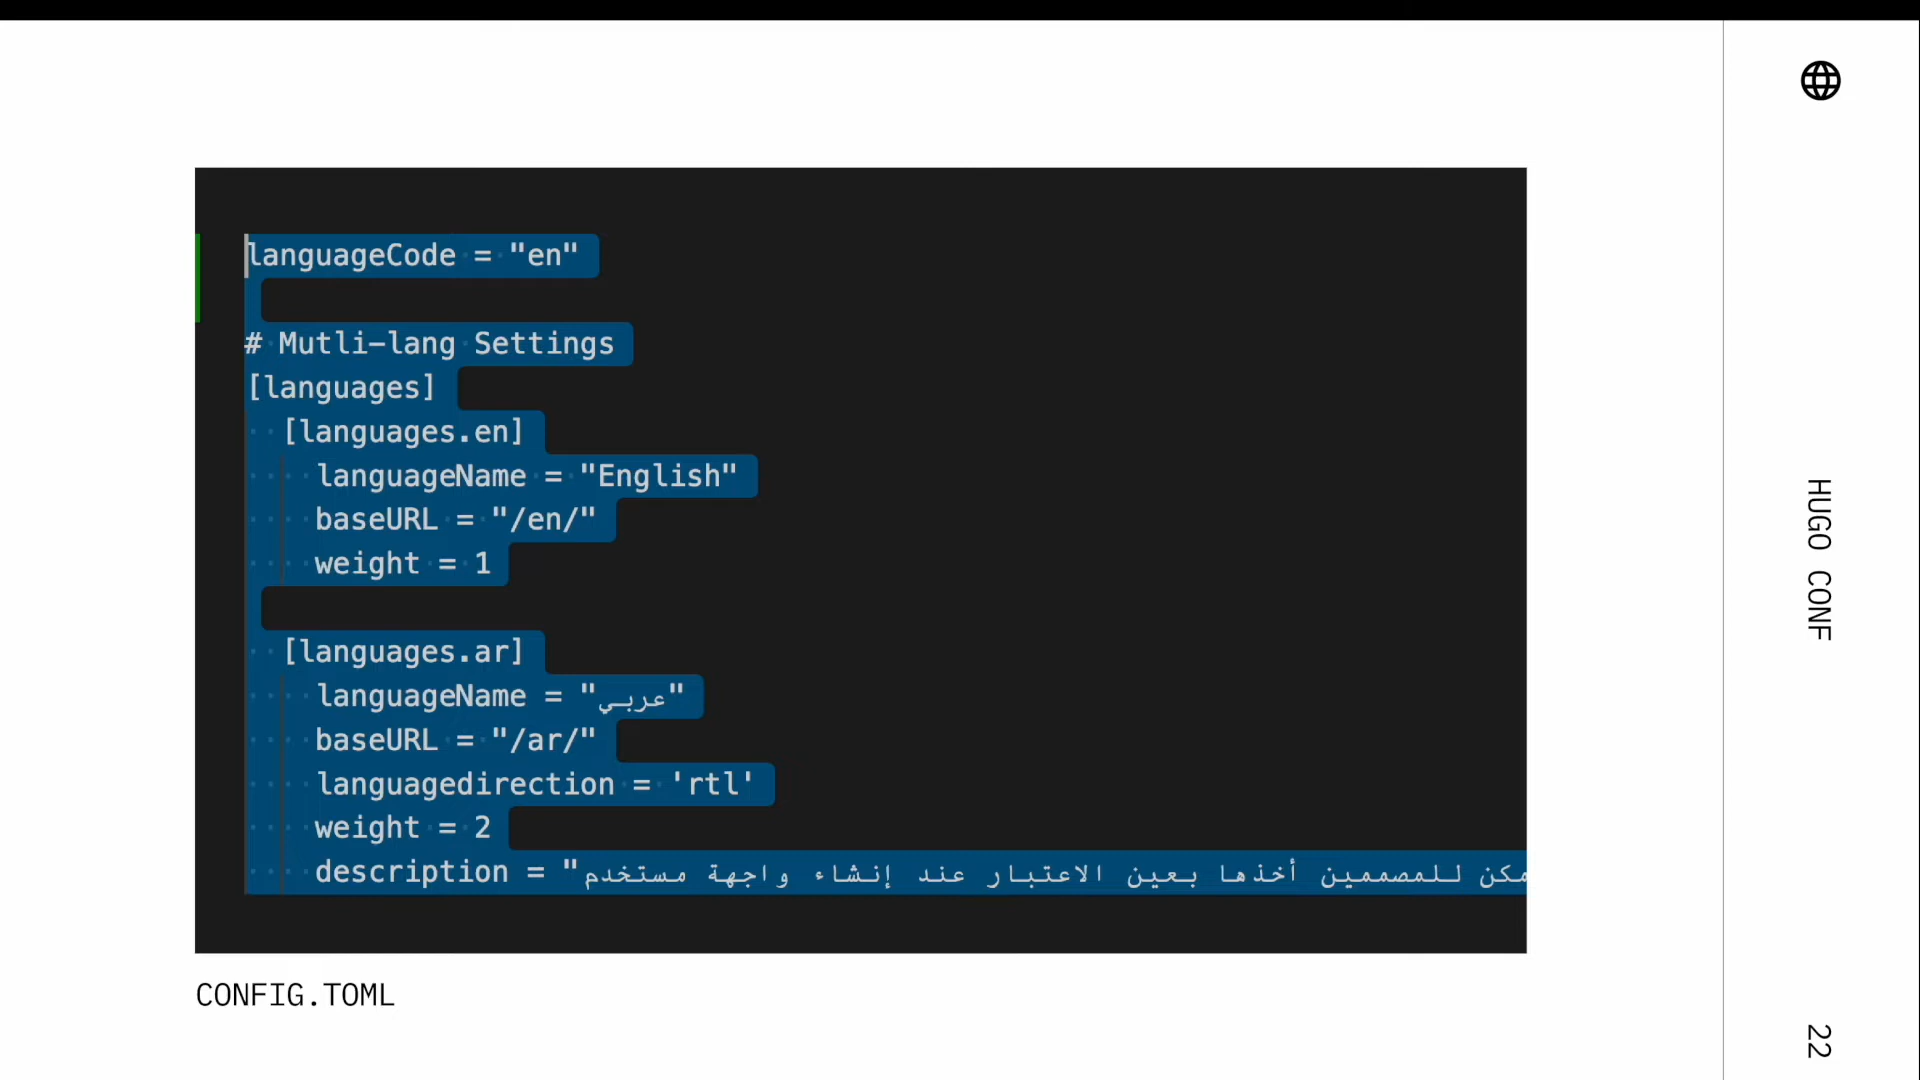 languageCode = "en"
# Mutli-lang Settings
[languages]
[languages.en]
languageName = "English"
baseURL = "/en/"
weight = 1
[languages.ar]
languageName = "عربي"
baseURL = "/ar/"
languagedirection = 'rtl'
weight = 2
description = "مكن للمصممين أخذها بعين الاعتبار عند إنشاء واجهة مستخدم
CONFIG.TOML
HUGO CONF
22